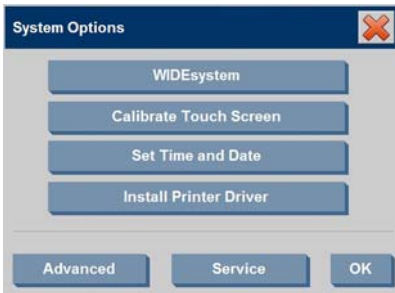 System Options
WIDEsystem
Calibrate Touch Screen
Set Time and Date
Install Printer Driver
Advanced Service OK